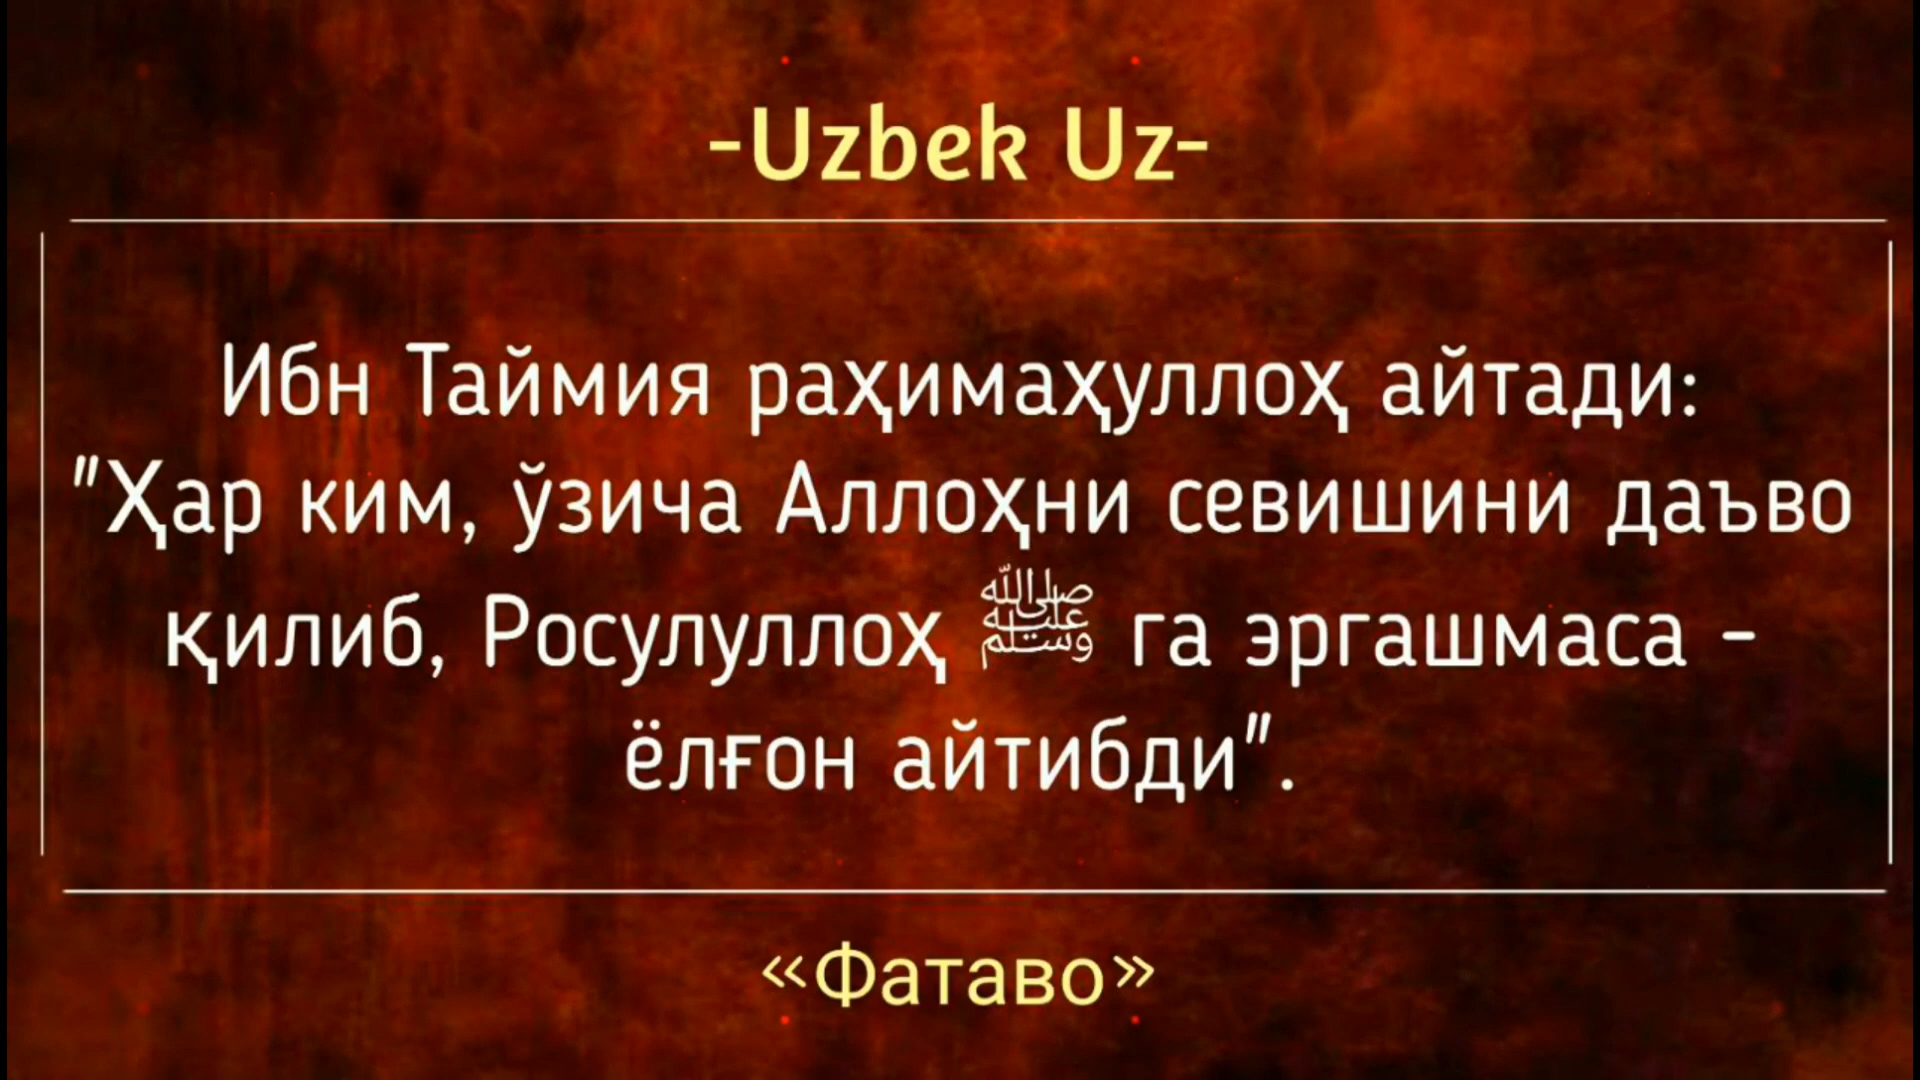 -Uzbek Uz-
Ибн Таймия раҳимаҳуллоҳ айтади:
"Ҳар ким, ўзича Аллоҳни севишини даъво
қилиб, Росулуллоҳ ﷺ га эргашмаса -
ёлғон айтибди".
«Фатаво»